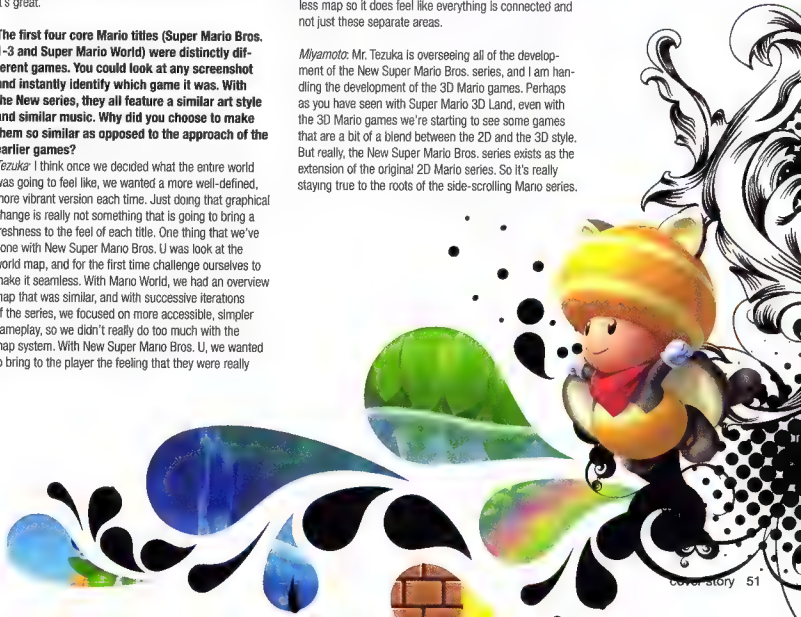 it's great.
The first four core Mario titles (Super Mario Bros.
1-3 and Super Mario World) were distinctly dif-
erent games. You could look at any screenshot
and instantly identify which game it was. With
he New series, they all feature a similar art style
and similar music. Why did you choose to make
hem so similar as opposed to the approach of the
earlier games?
Tezuka: I think once we decided what the entire world
was going to feel like, we wanted a more well-defined,
more vibrant version each time. Just doing that graphical
change is really not something that is going to bring a
reshness to the feel of each title. One thing that we've
one with New Super Mario Bros. U was look at the
world map, and for the first time challenge ourselves to
make it seamless. With Mario World, we had an overview
map that was similar, and with successive iterations
f the series, we focused on more accessible, simpler
ameplay, so we didn't really do too much with the
map system. With New Super Mario Bros. U, we wanted
o bring to the player the feeling that they were really
less map so it does feel like everything is connected and
not just these separate areas.
Miyamoto: Mr. Tezuka is overseeing all of the develop-
ment of the New Super Mario Bros. series, and I am han-
dling the development of the 3D Mario games. Perhaps
as you have seen with Super Mario 3D Land, even with
the 3D Mario games we're starting to see some games
that are a bit of a blend between the 2D and the 3D style.
But really, the New Super Mario Bros. series exists as the
extension of the original 2D Mario series. So it's really
staying true to the roots of the side-scrolling Mario series.
cover story 51